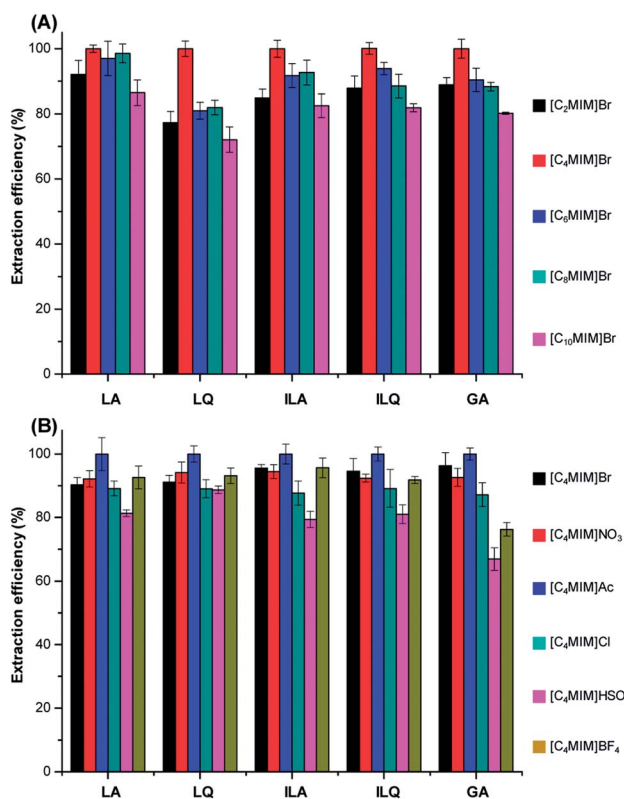 (A)
Extraction efficiency (%)
100
80
60
40
20
0
LA LQ ILA ILQ GA
[C₂MIM]Br
[C₄MIM]Br
[C₆MIM]Br
[C₈MIM]Br
[C₁₀MIM]Br
(B)
Extraction efficiency (%)
100
80
60
40
20
0
LA LQ ILA ILQ GA
[C₄MIM]Br
[C₄MIM]NO₃
[C₄MIM]Ac
[C₄MIM]Cl
[C₄MIM]HSO
[C₄MIM]BF₄